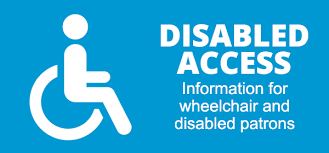 DISABLED
ACCESS
Information for
wheelchair and
disabled patrons